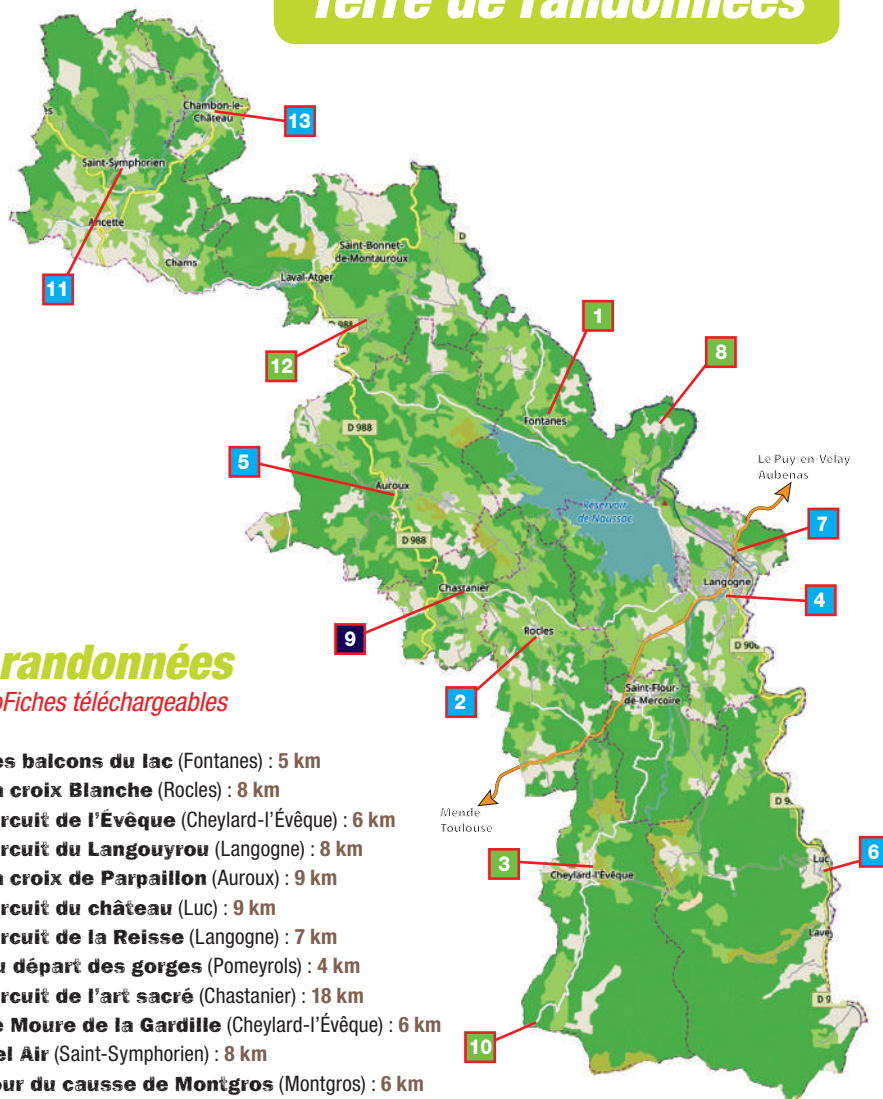 Terre de randonnées
Chambon-le-
Château
13
Saint-Symphorien
Ancette
Chams
11
Saint-Bonnet-
de-Montauroux
Laval-Atger
D
D 988
12
1
8
Fontanes
D 988
5
Auroux
Le Puy-en-Velay
Aubenas
Réservoir
de Naussac
7
D 988
Langogne
4
Chastanier
9
Rocles
2
D 906
Saint-Flour-
de-Mercoire
randonnées
Fiches téléchargeables
es balcons du lac (Fontanes) : 5 km
a croix Blanche (Rocles) : 8 km
rcuit de l'Évêque (Cheylard-l'Évêque) : 6 km
rcuit du Langouyrou (Langogne) : 8 km
a croix de Parpaillon (Auroux) : 9 km
rcuit du château (Luc) : 9 km
rcuit de la Reisse (Langogne) : 7 km
u départ des gorges (Pomeyrols) : 4 km
rcuit de l'art sacré (Chastanier) : 18 km
e Moure de la Gardille (Cheylard-l'Évêque) : 6 km
el Air (Saint-Symphorien) : 8 km
our du causse de Montgros (Montgros) : 6 km
Mende
Toulouse
D 9
3
Cheylard-l'Évêque
Luc
6
Lave
D 9
10